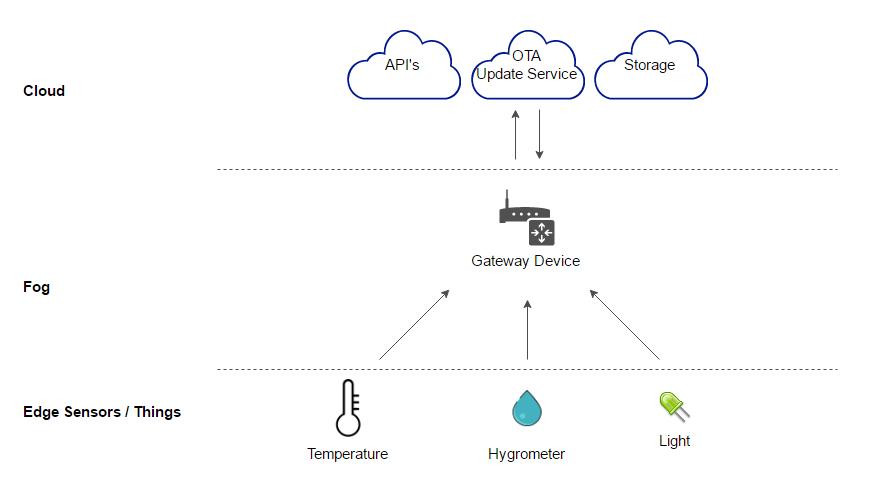 API's
OTA
Update Service
Storage
Cloud
Gateway Device
Fog
Edge Sensors / Things
Temperature
Hygrometer
Light